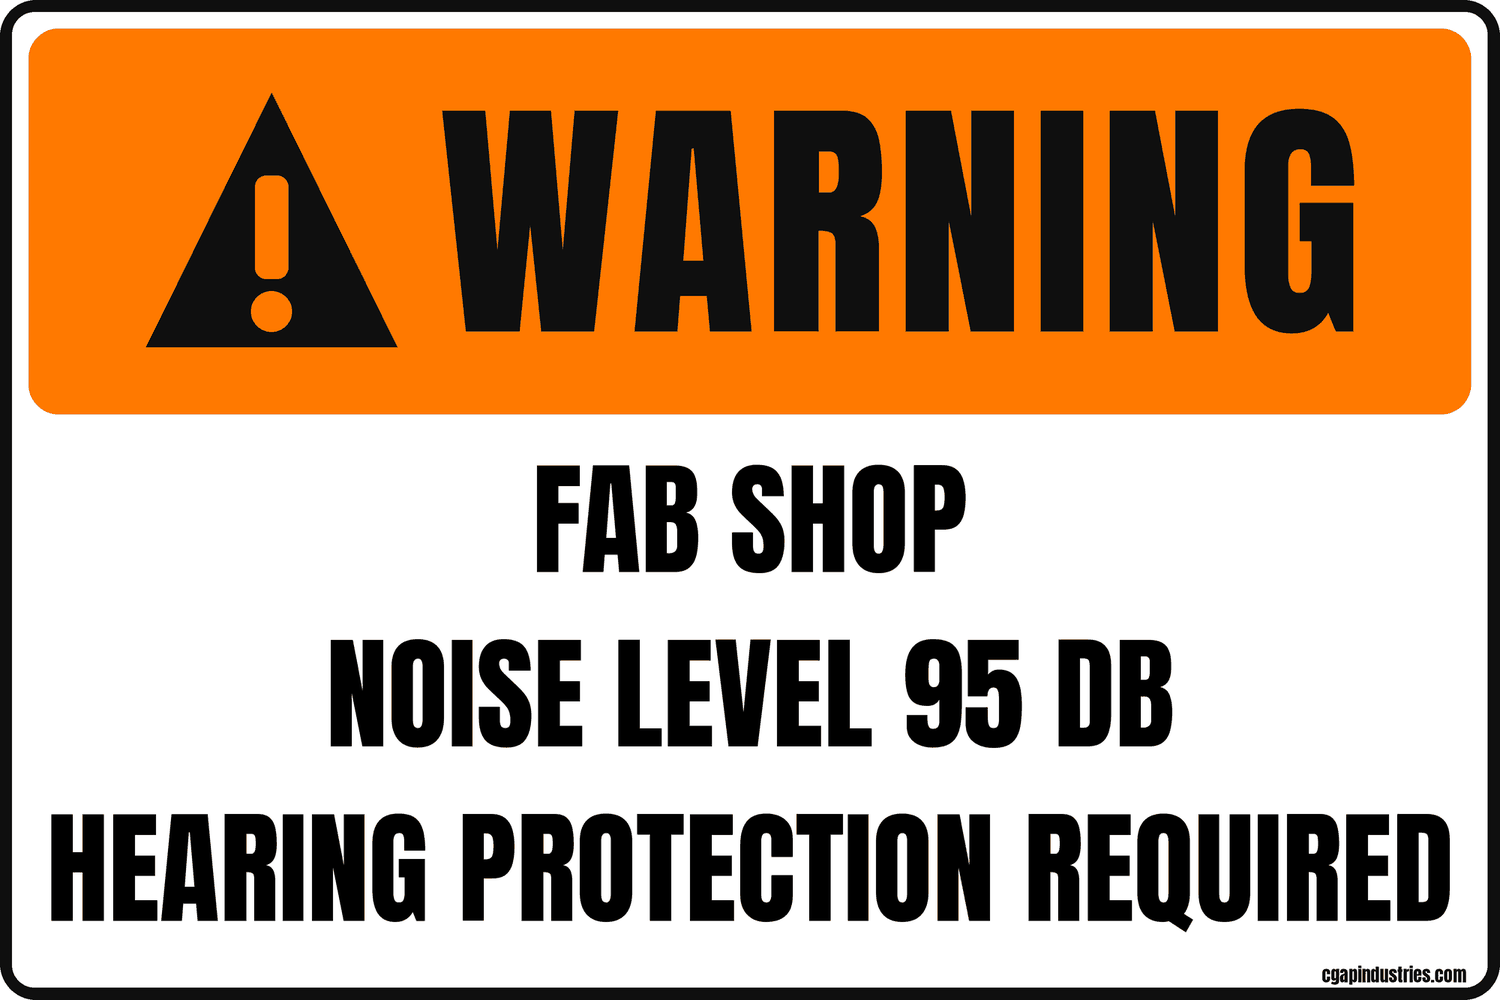 WARNING
FAB SHOP
NOISE LEVEL 95 DB
HEARING PROTECTION REQUIRED
cgapindustries.com